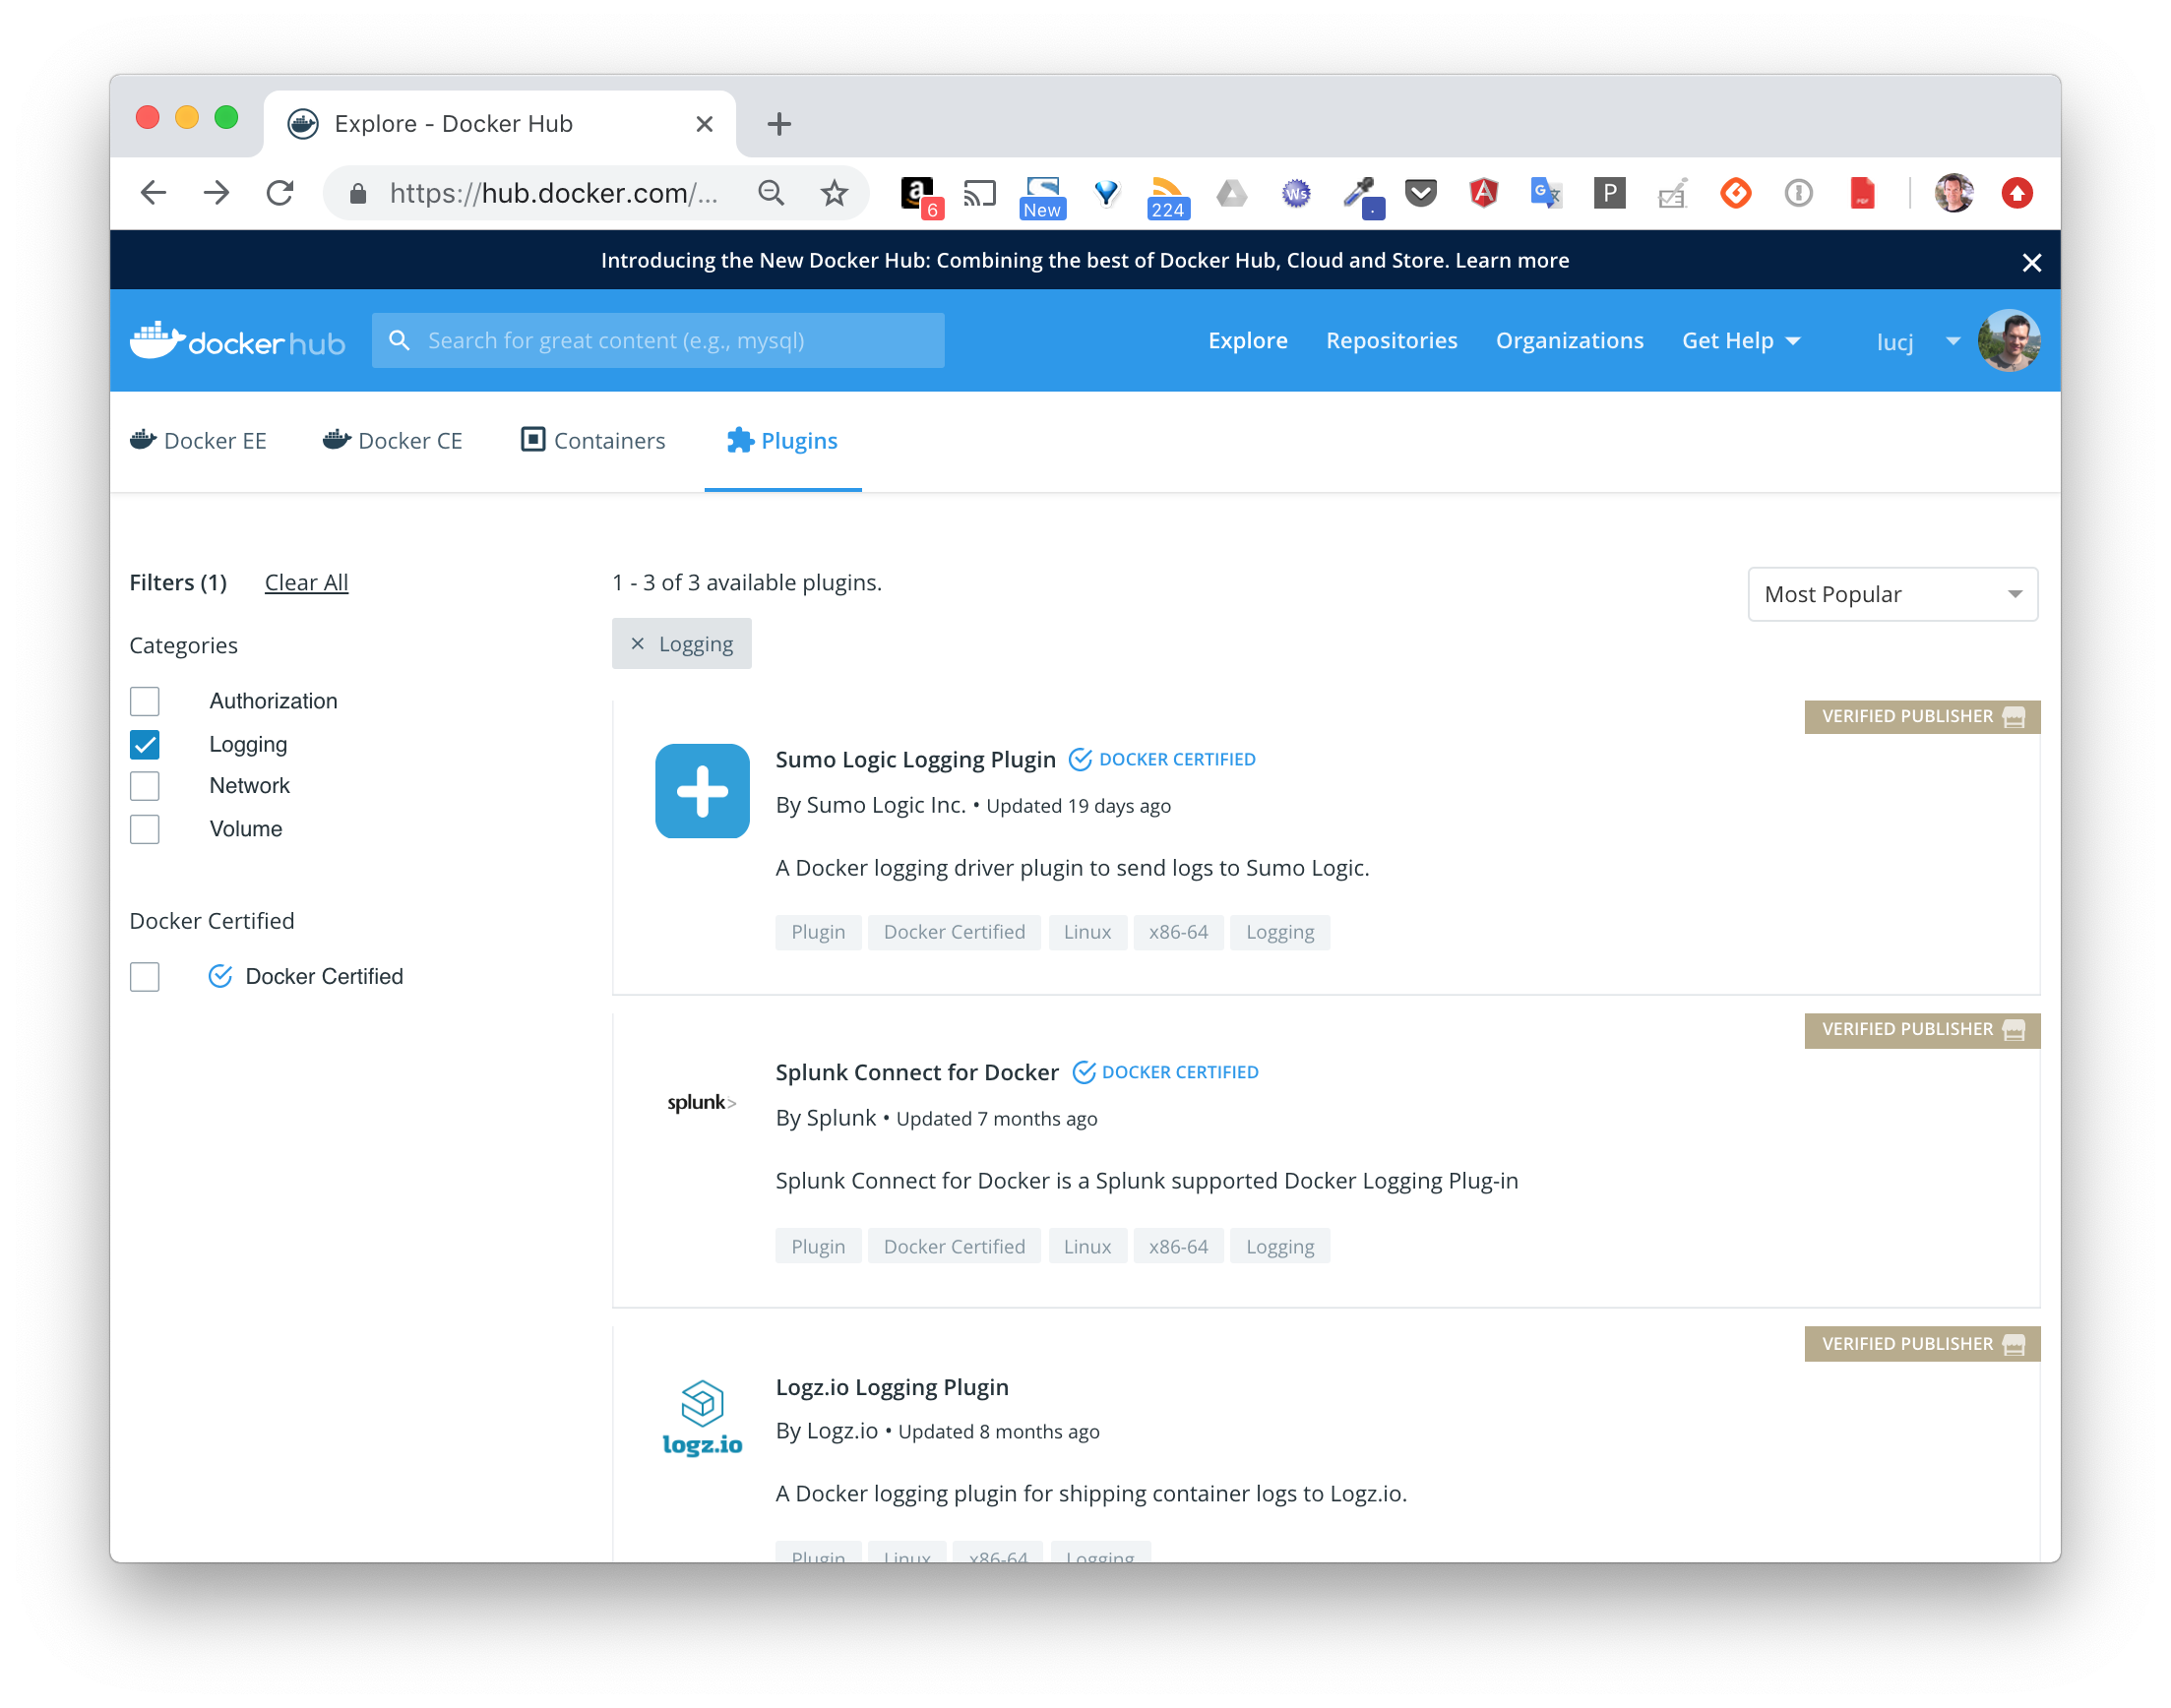 Explore - Docker Hub
https://hub.docker.com/...
a 6
New
224
Ws
G
P
PDF
Introducing the New Docker Hub: Combining the best of Docker Hub, Cloud and Store. Learn more
docker hub
Search for great content (e.g., mysql)
Explore
Repositories
Organizations
Get Help
lucj
Docker EE
Docker CE
Containers
Plugins
Filters (1)
Clear All
Categories
Authorization
Logging
Network
Volume
Docker Certified
Docker Certified
1 - 3 of 3 available plugins.
Most Popular
Logging
VERIFIED PUBLISHER
Sumo Logic Logging Plugin DOCKER CERTIFIED
By Sumo Logic Inc. • Updated 19 days ago
A Docker logging driver plugin to send logs to Sumo Logic.
Plugin Docker Certified Linux x86-64 Logging
VERIFIED PUBLISHER
splunk>
Splunk Connect for Docker DOCKER CERTIFIED
By Splunk • Updated 7 months ago
Splunk Connect for Docker is a Splunk supported Docker Logging Plug-in
Plugin Docker Certified Linux x86-64 Logging
VERIFIED PUBLISHER
logz.io
Logz.io Logging Plugin
By Logz.io • Updated 8 months ago
A Docker logging plugin for shipping container logs to Logz.io.
Plugin Linux x86-64 Logging